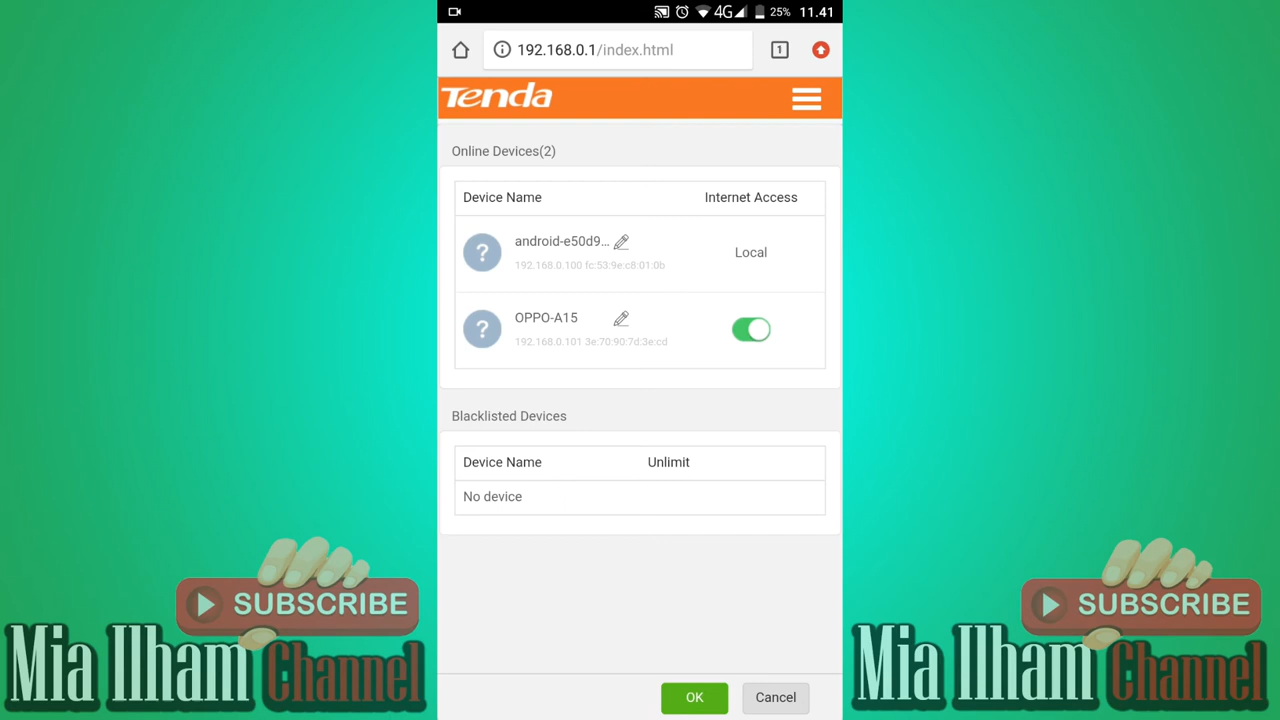 4G 25% 11.41
192.168.0.1/index.html 1
Tenda
Online Devices(2)
Device Name Internet Access
android-e50d9...
192.168.0.100 fc:53:9e:c8:01:0b
Local
OPPO-A15
192.168.0.101 3e:70:90:7d:3e:cd
Blacklisted Devices
Device Name Unlimit
No device
OK Cancel
SUBSCRIBE
Mia Ilham Channel
SUBSCRIBE
Mia Ilham Channel